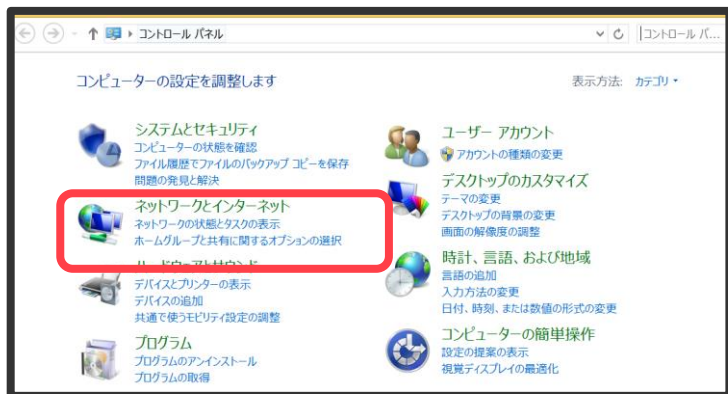 コントロール パネル
コントロール パ...
コンピューターの設定を調整します
表示方法: カテゴリ
システムとセキュリティ
コンピューターの状態を確認
ファイル履歴でファイルのバックアップ コピーを保存
問題の発見と解決
ネットワークとインターネット
ネットワークの状態とタスクの表示
ホームグループと共有に関するオプションの選択
ハードウェアとサウンド
デバイスとプリンターの表示
デバイスの追加
共通で使うモビリティ設定の調整
プログラム
プログラムのアンインストール
プログラムの取得
ユーザー アカウント
アカウントの種類の変更
デスクトップのカスタマイズ
テーマの変更
デスクトップの背景の変更
画面の解像度の調整
時計、言語、および地域
言語の追加
入力方法の変更
日付、時刻、または数値の形式の変更
コンピューターの簡単操作
設定の提案の表示
視覚ディスプレイの最適化